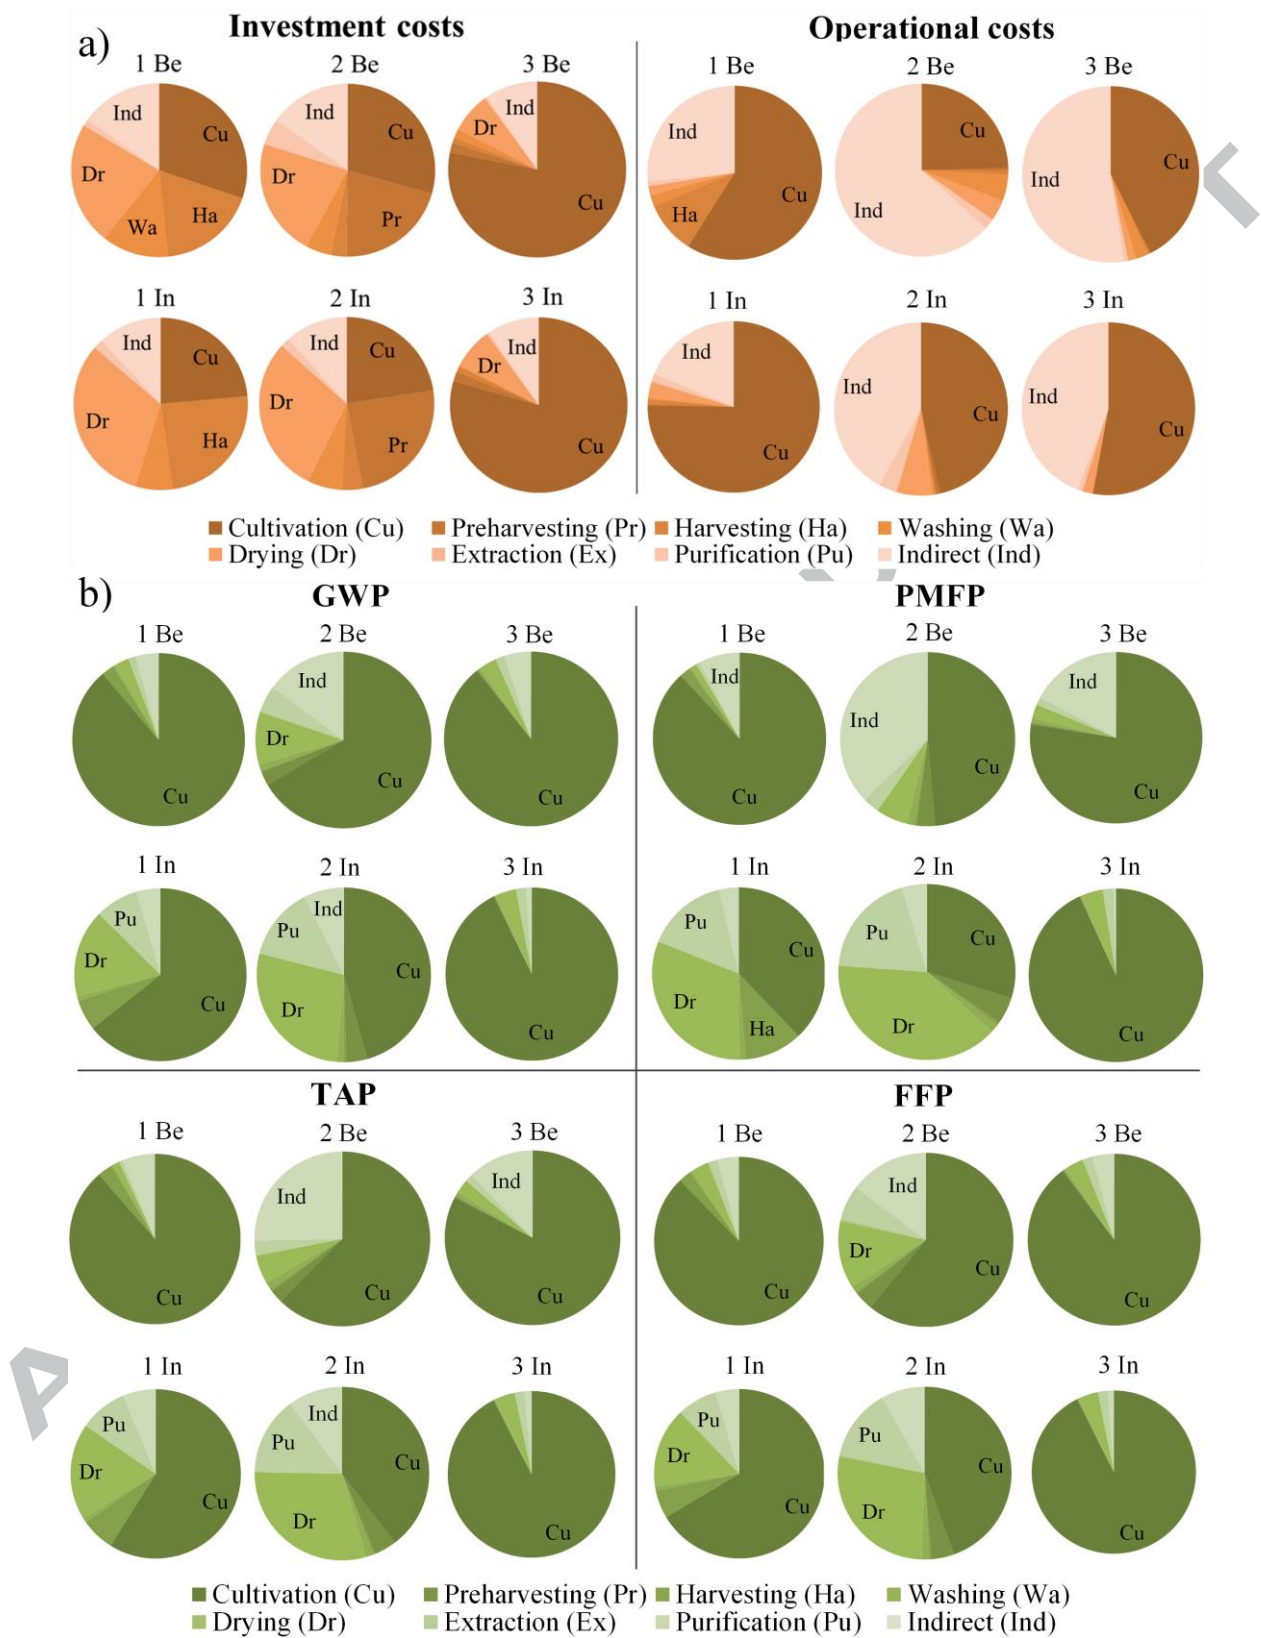 a)
Investment costs
Operational costs
1 Be
2 Be
3 Be
1 Be
2 Be
3 Be
Ind
Cu
Dr
Wa
Ha
Ind
Cu
Dr
Pr
Ind
Dr
Cu
Ind
Cu
Ha
Cu
Ind
Cu
Ind
1 In
2 In
3 In
1 In
2 In
3 In
Ind
Cu
Dr
Ha
Ind
Cu
Dr
Pr
Ind
Dr
Cu
Ind
Cu
Ind
Cu
Ind
Cu
Cultivation (Cu) Preharvesting (Pr) Harvesting (Ha) Washing (Wa)
Drying (Dr) Extraction (Ex) Purification (Pu) Indirect (Ind)
b)
GWP
PMFP
1 Be
2 Be
3 Be
1 Be
2 Be
3 Be
Cu
Ind
Dr
Cu
Cu
Ind
Cu
Ind
Cu
Ind
Cu
1 In
2 In
3 In
1 In
2 In
3 In
Pu
Dr
Cu
Ind
Pu
Cu
Dr
Cu
Pu
Cu
Dr
Ha
Pu
Cu
Dr
Cu
TAP
FFP
1 Be
2 Be
3 Be
1 Be
2 Be
3 Be
Cu
Ind
Cu
Ind
Cu
Cu
Ind
Dr
Cu
Cu
1 In
2 In
3 In
1 In
2 In
3 In
Pu
Dr
Cu
Ind
Pu
Cu
Dr
Cu
Pu
Dr
Cu
Pu
Cu
Dr
Cu
Cultivation (Cu) Preharvesting (Pr) Harvesting (Ha) Washing (Wa)
Drying (Dr) Extraction (Ex) Purification (Pu) Indirect (Ind)